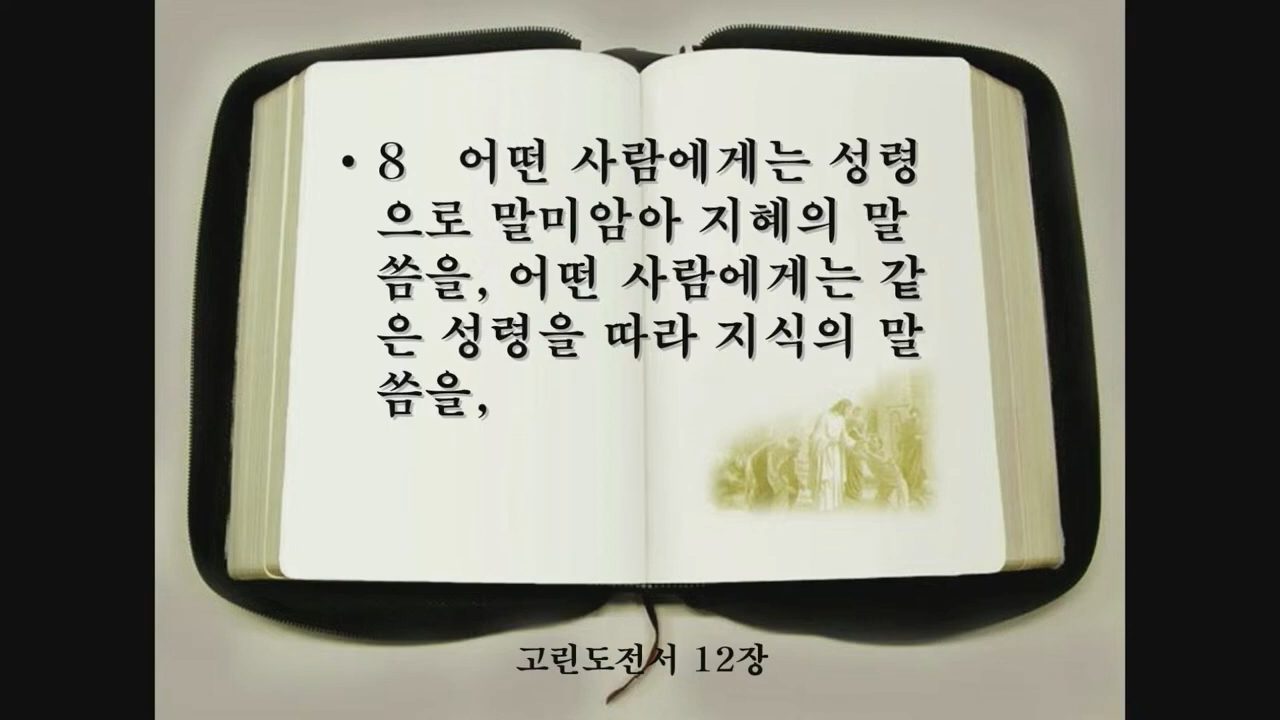 • 8 어떤 사람에게는 성령
으로 말미암아 지혜의 말
씀을, 어떤 사람에게는 같
은 성령을 따라 지식의 말
씀을,
고린도전서 12장